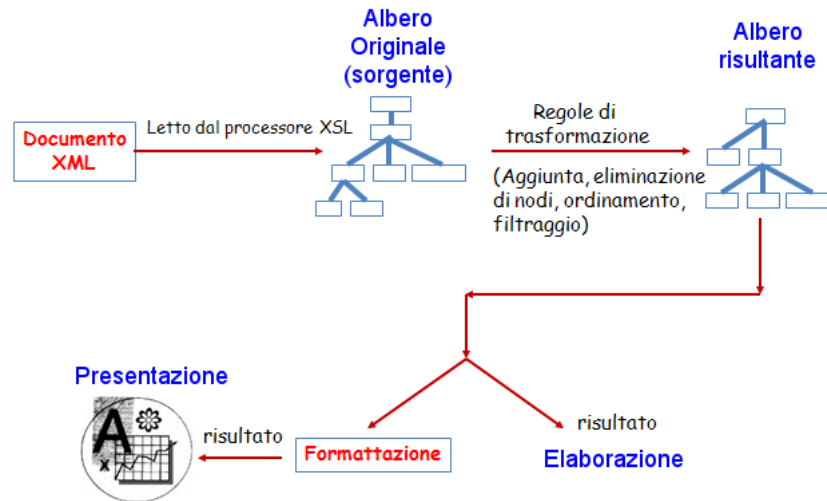 Albero
Originale
(sorgente)
Albero
risultante
Documento
XML
Letto dal processore XSL
Regole di
trasformazione
(Aggiunta, eliminazione
di nodi, ordinamento,
filtraggio)
Presentazione
A
x
risultato
Formattazione
risultato
Elaborazione